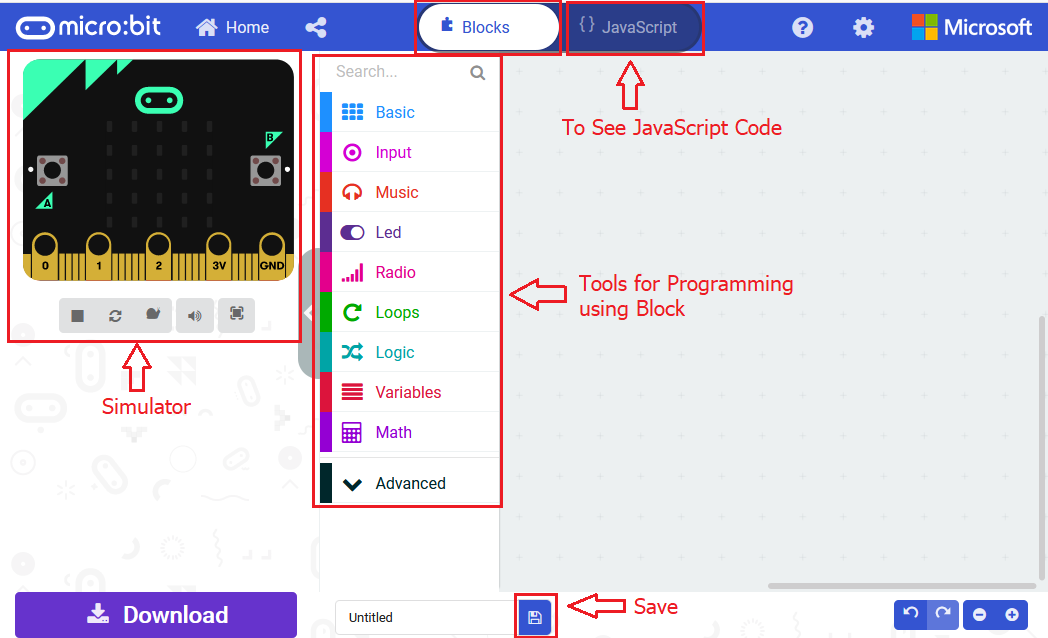 micro:bit Home Blocks { } JavaScript ? Microsoft
Search...
To See JavaScript Code
B
A
0 1 2 3V GND
Simulator
Basic
Input
Music
Led
Radio
Loops
Logic
Variables
Math
Advanced
Tools for Programming
using Block
Download
Untitled
Save